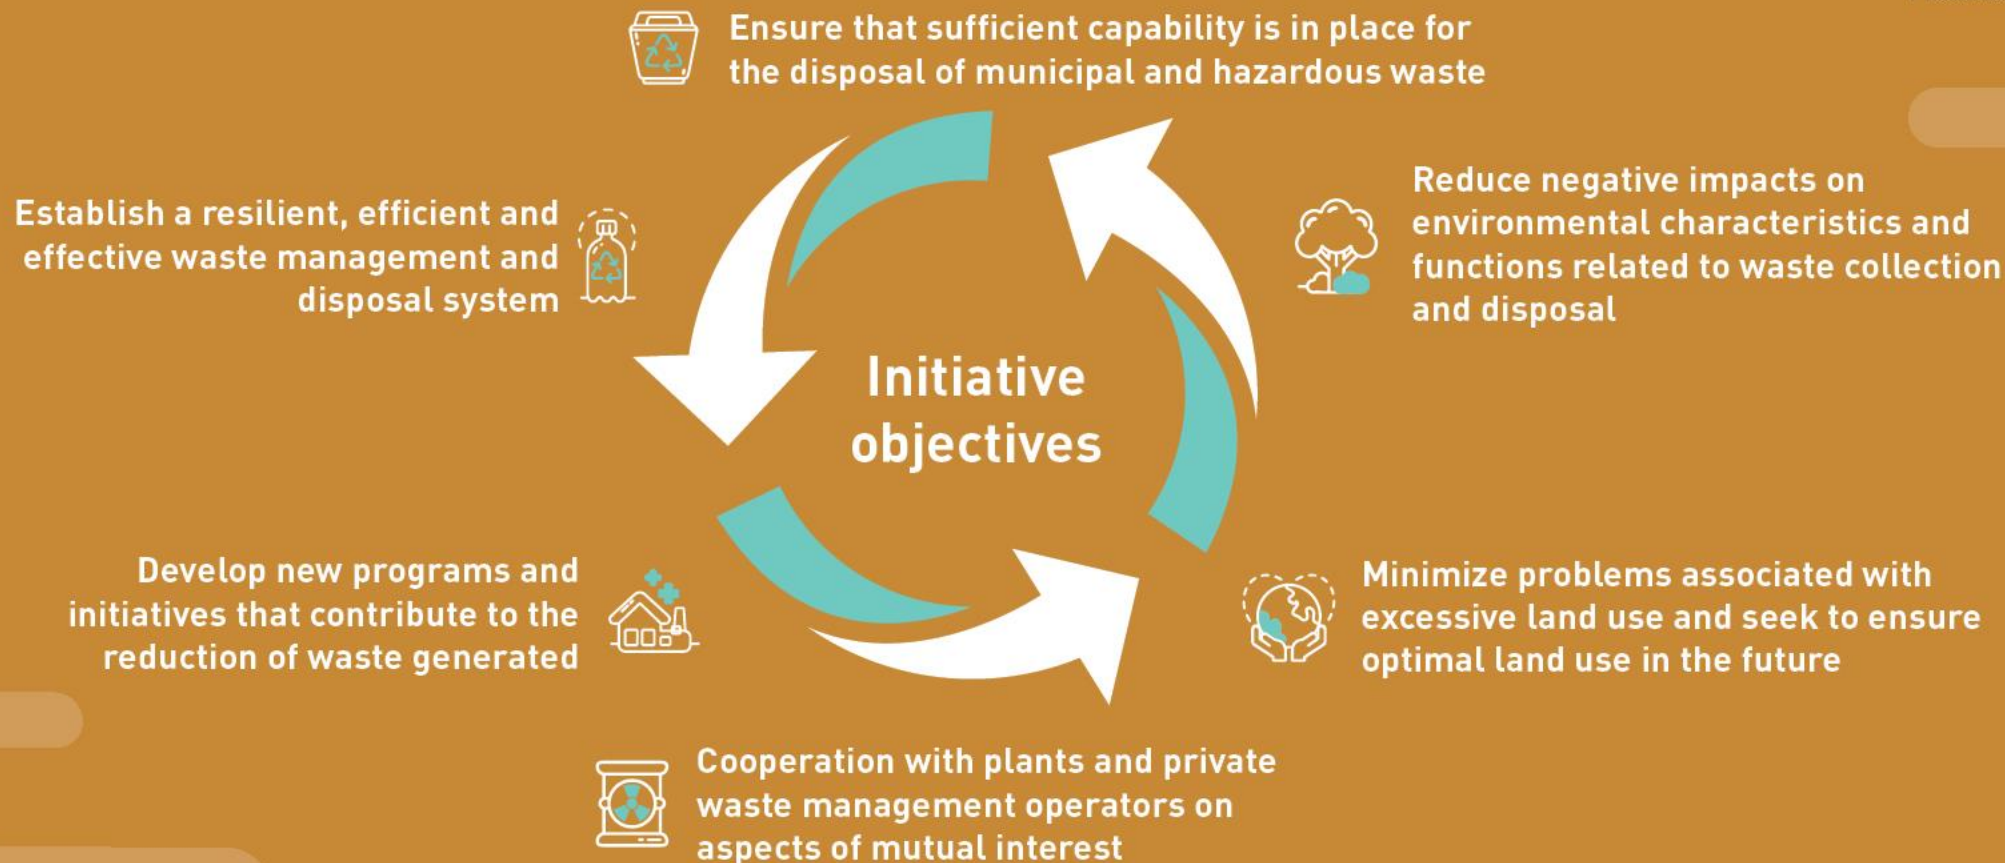 Ensure that sufficient capability is in place for
the disposal of municipal and hazardous waste
Establish a resilient, efficient and
effective waste management and
disposal system
Reduce negative impacts on
environmental characteristics and
functions related to waste collection
and disposal
Initiative
objectives
Develop new programs and
initiatives that contribute to the
reduction of waste generated
Minimize problems associated with
excessive land use and seek to ensure
optimal land use in the future
Cooperation with plants and private
waste management operators on
aspects of mutual interest